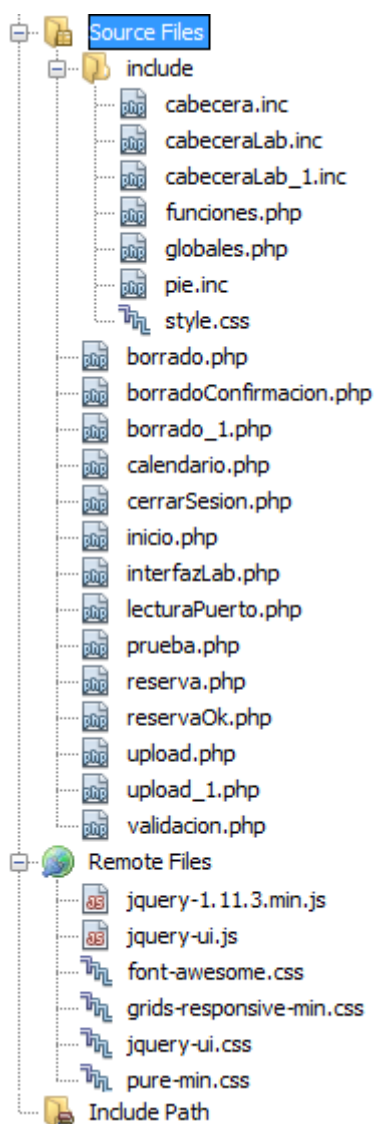 Source Files
include
cabecera.inc
cabeceraLab.inc
cabeceraLab_1.inc
funciones.php
globales.php
pie.inc
style.css
borrado.php
borradoConfirmacion.php
borrado_1.php
calendario.php
cerrarSesion.php
inicio.php
interfazLab.php
lecturaPuerto.php
prueba.php
reserva.php
reservaOk.php
upload.php
upload_1.php
validacion.php
Remote Files
jquery-1.11.3.min.js
jquery-ui.js
font-awesome.css
grids-responsive-min.css
jquery-ui.css
pure-min.css
Include Path